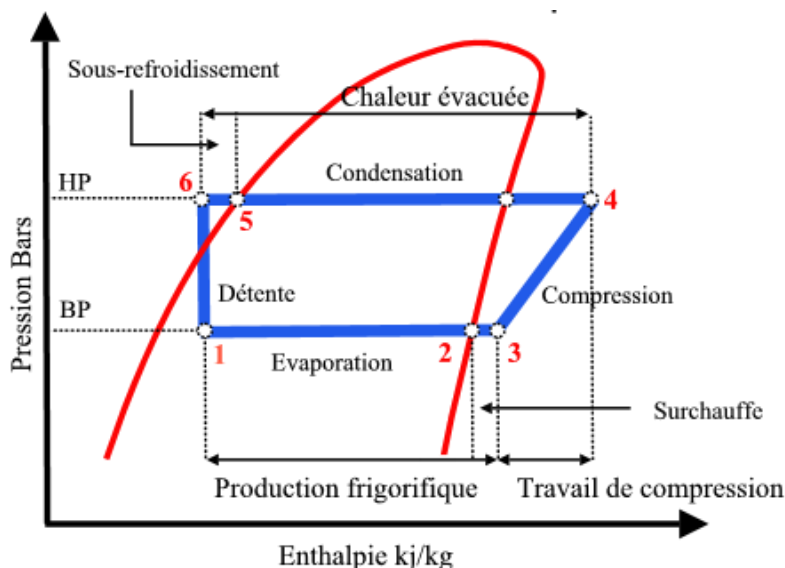 Sous-refroidissement
Chaleur évacuée
6
HP
Condensation
4
5
Pression Bars
Détente
Compression
BP
1
2
3
Evaporation
Surchauffe
Production frigorifique
Travail de compression
Enthalpie kj/kg